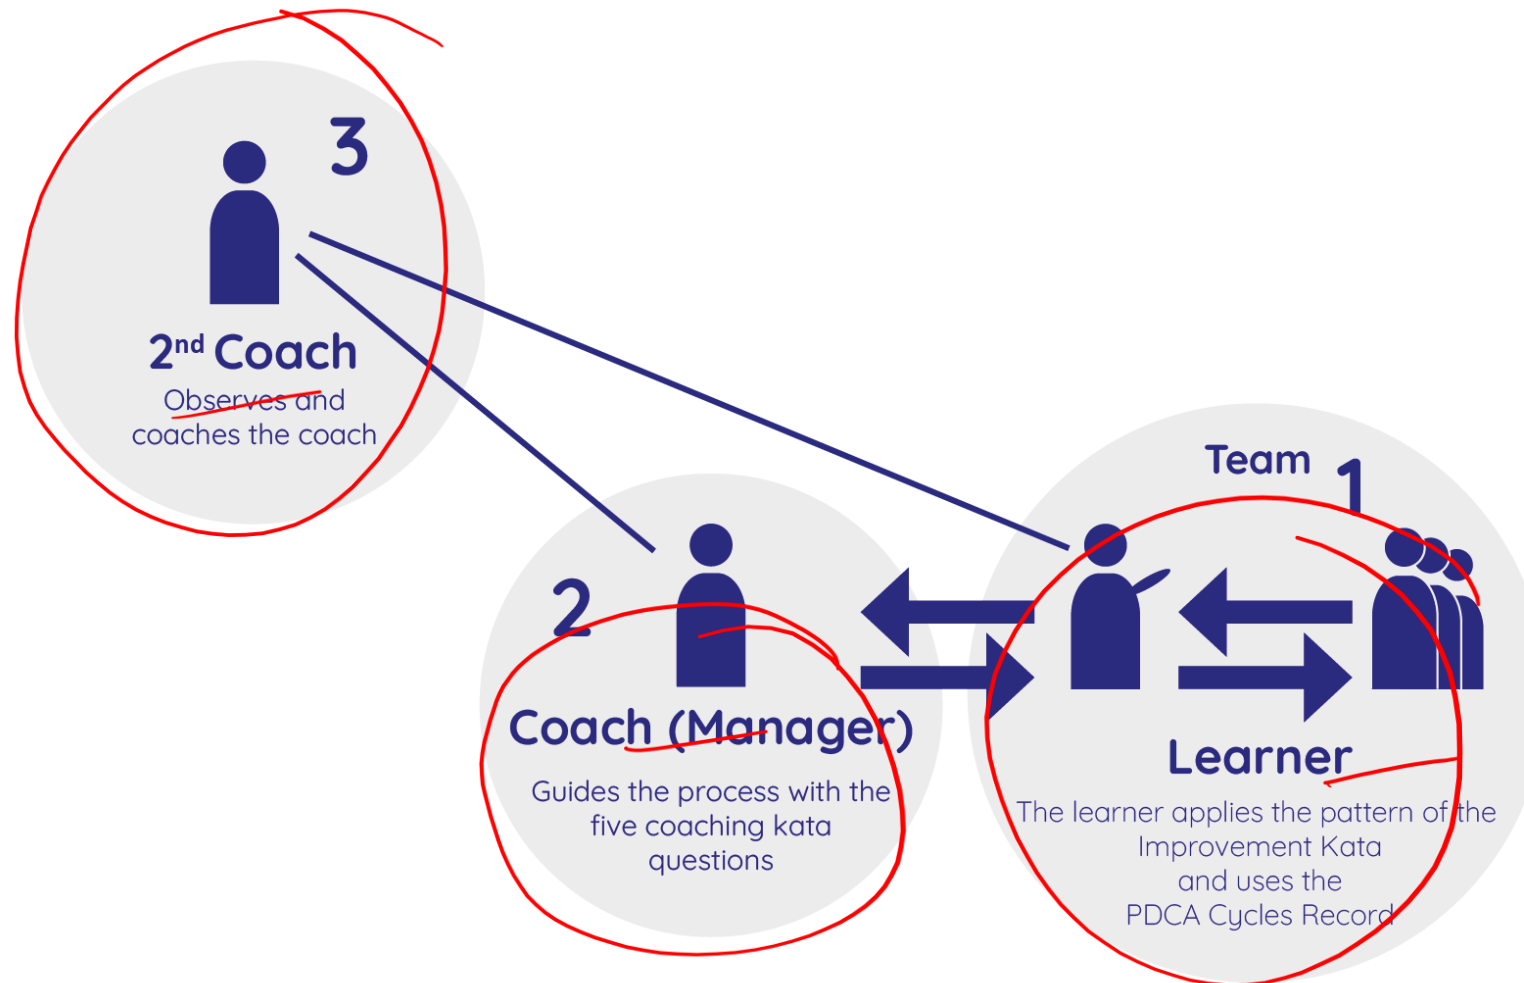 3
2nd Coach
Observes and
coaches the coach
2
Coach (Manager)
Guides the process with the
five coaching kata
questions
Team 1
Learner
The learner applies the pattern of the
Improvement Kata
and uses the
PDCA Cycles Record